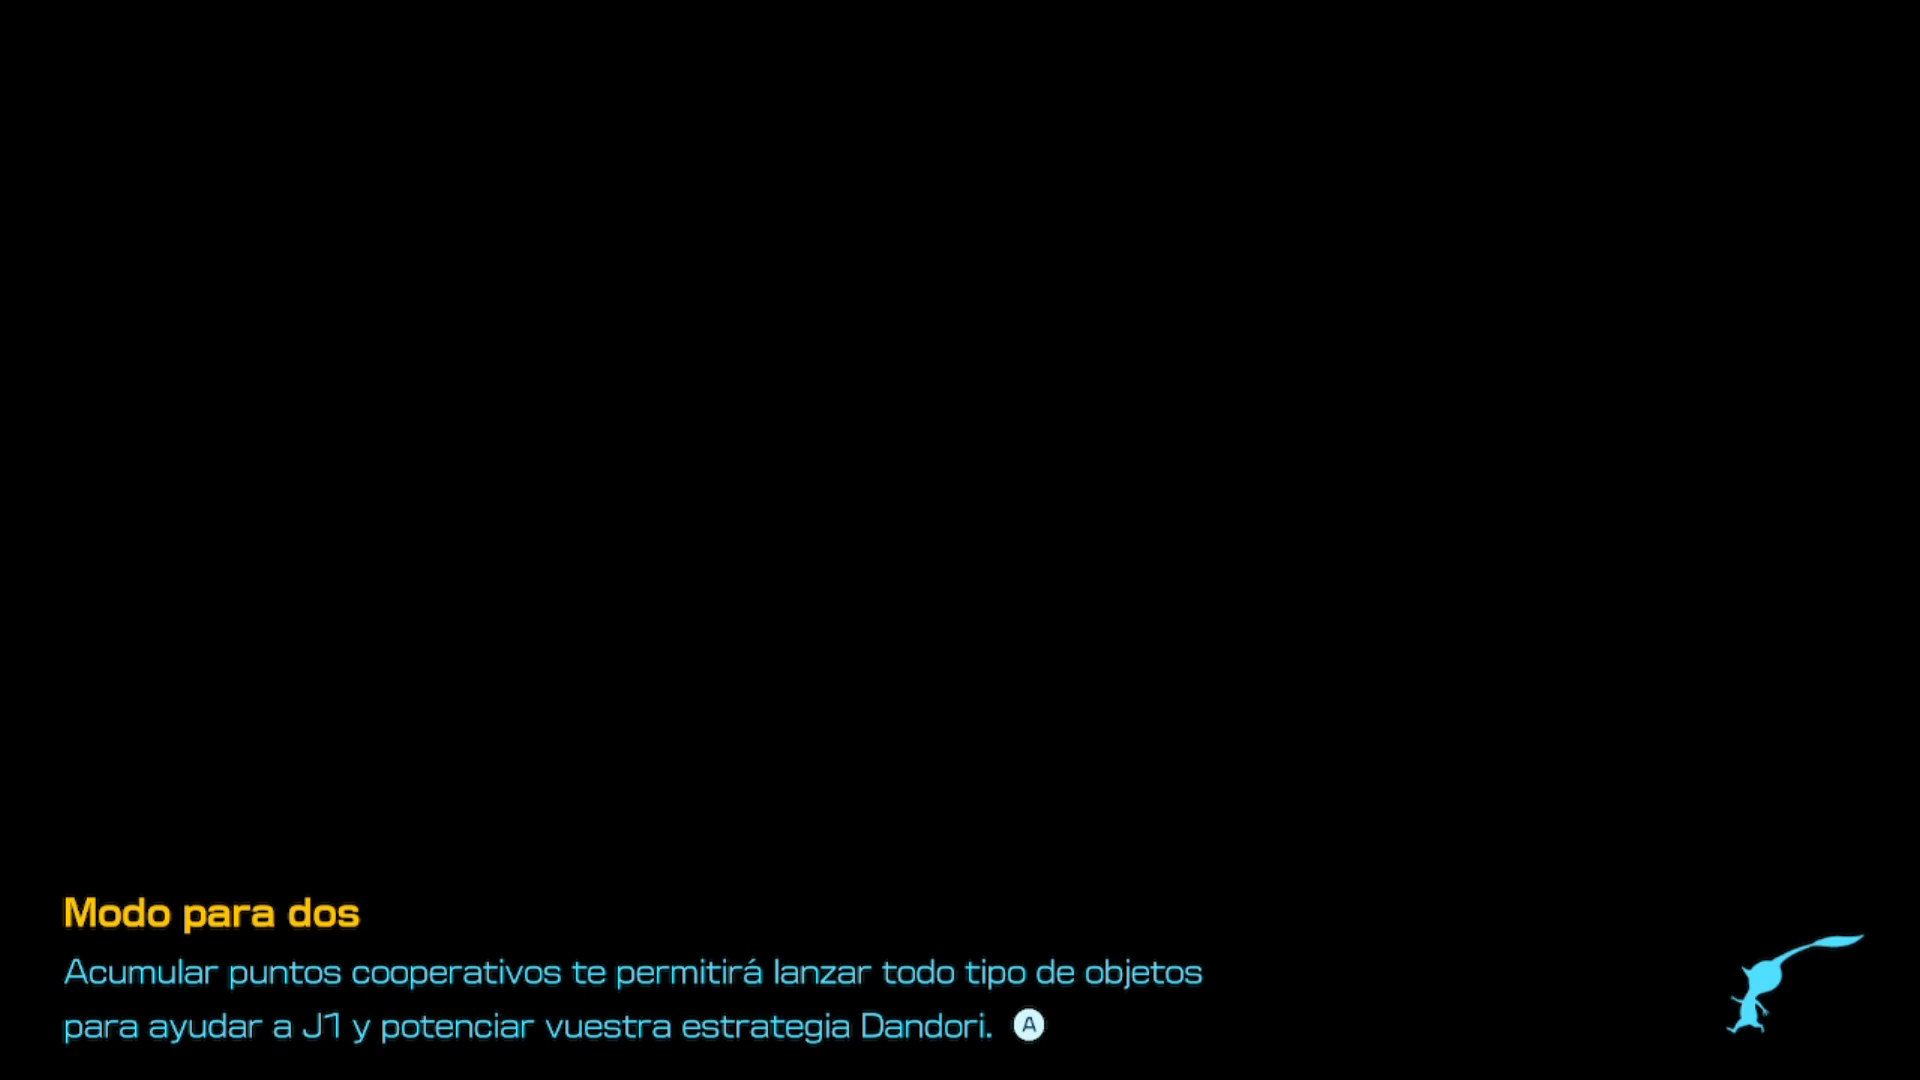 Modo para dos
Acumular puntos cooperativos te permitirá lanzar todo tipo de objetos
para ayudar a J1 y potenciar vuestra estrategia Dandori. A